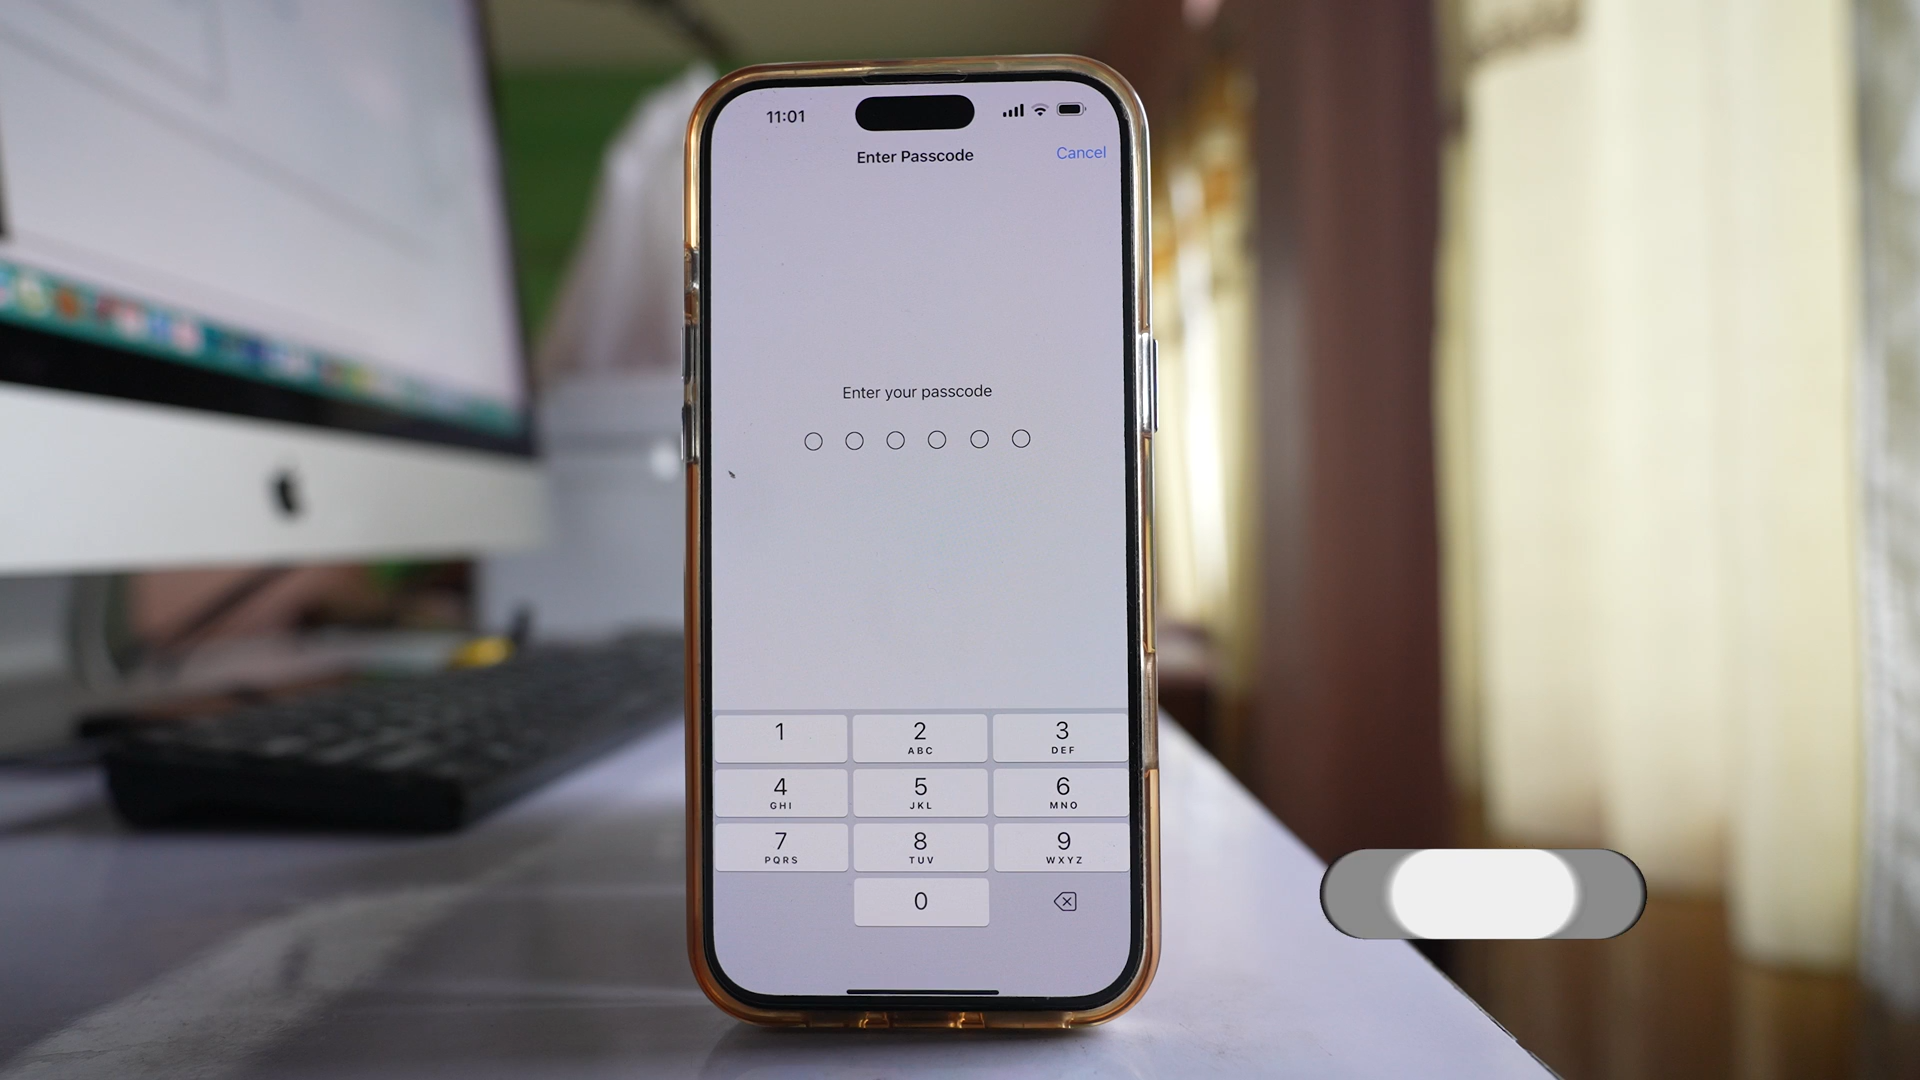 11:01
Enter Passcode
Cancel
Enter your passcode
1
2
ABC
3
DEF
4
GHI
5
JKL
6
MNO
7
PQRS
8
TUV
9
WXYZ
0